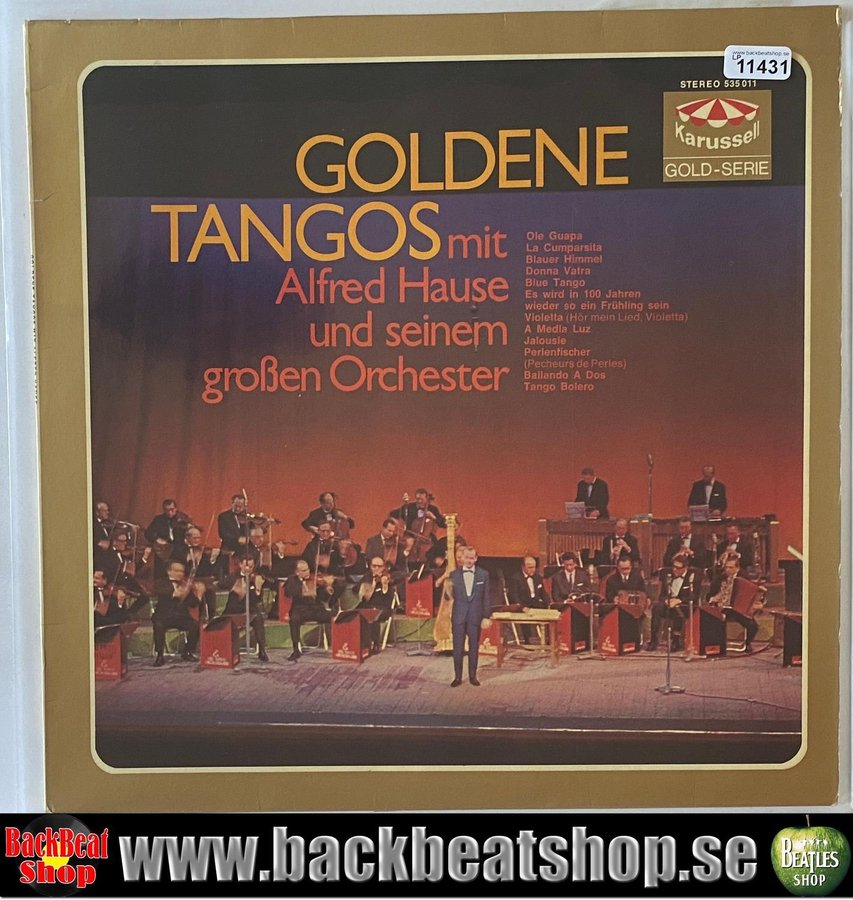 www.backbeatshop.se
LP
11431
STEREO 535 011
Karussell
GOLD-SERIE
GOLDENE
TANGOS mit
Alfred Hause
und seinem
großen Orchester
Ole Guapa
La Cumparsita
Blauer Himmel
Donna Vatra
Blue Tango
Es wird in 100 Jahren
wieder so ein Frühling sein
Violetta (Hör mein Lied, Violetta)
A Media Luz
Jalousie
Perlenfischer
(Pecheurs de Perles)
Bailando A Dos
Tango Bolero
BackBeat
Shop
www.backbeatshop.se
BEATLES
SHOP